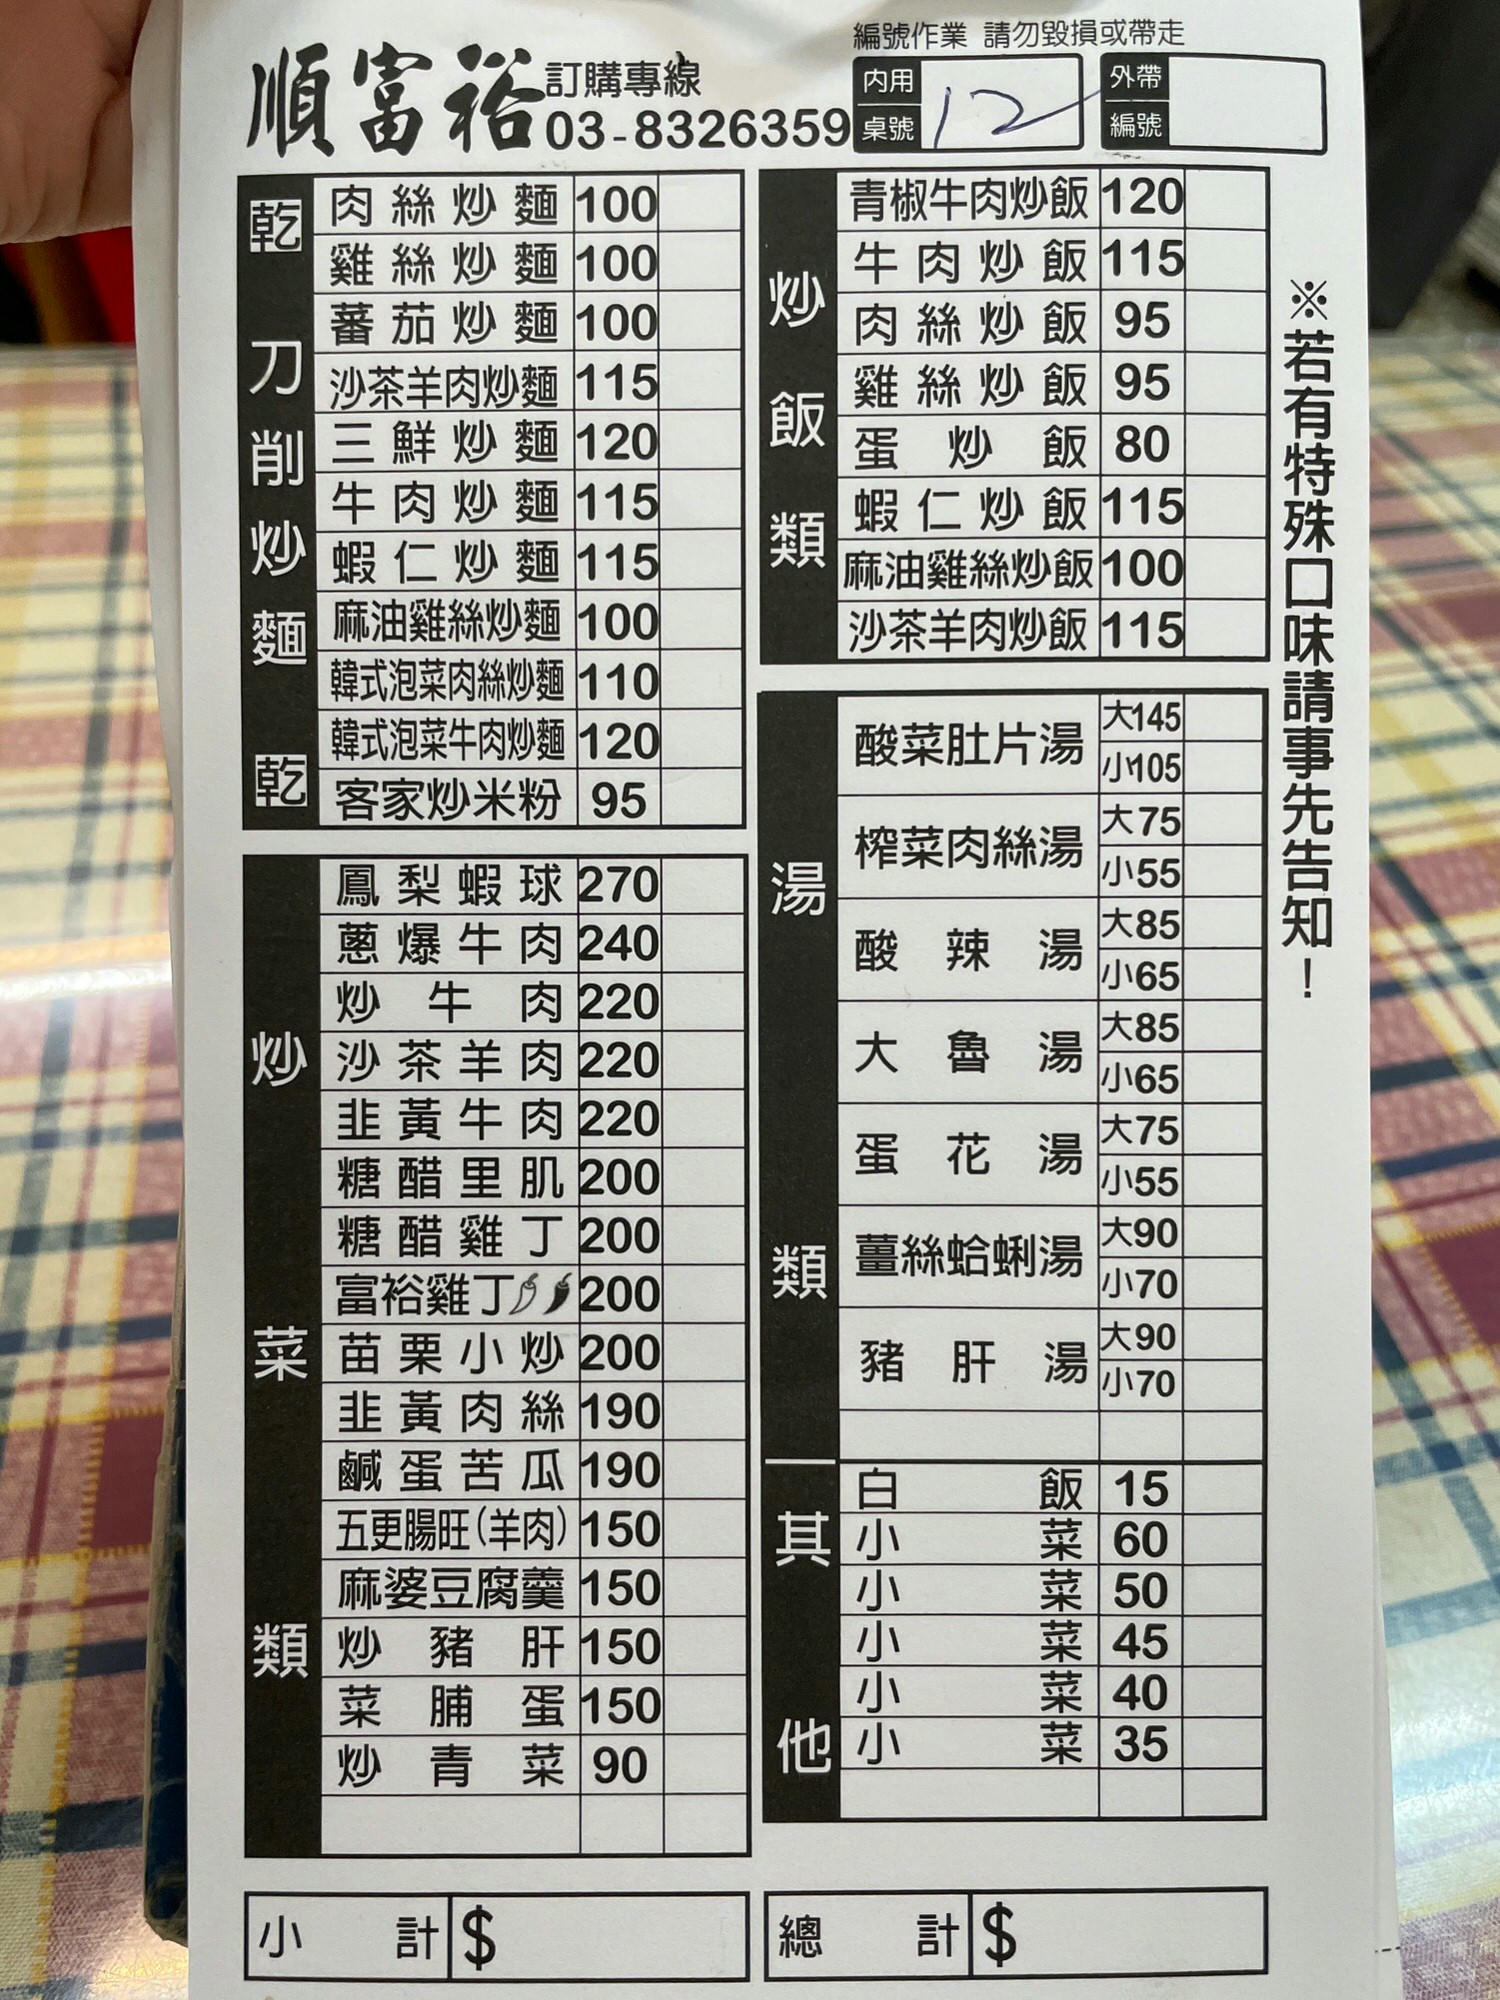 編號作業 請勿毀損或帶走
順富裕
訂購專線
03-8326359
內用
桌號
12
外帶
編號
乾 刀削炒麵 乾
肉絲炒麵 100
雞絲炒麵 100
蕃茄炒麵 100
沙茶羊肉炒麵 115
三鮮炒麵 120
牛肉炒麵 115
蝦仁炒麵 115
麻油雞絲炒麵 100
韓式泡菜肉絲炒麵 110
韓式泡菜牛肉炒麵 120
客家炒米粉 95
炒菜類
鳳梨蝦球 270
蔥爆牛肉 240
炒牛肉 220
沙茶羊肉 220
韭黃牛肉 220
糖醋里肌 200
糖醋雞丁 200
富裕雞丁 200
苗栗小炒 200
韭黃肉絲 190
鹹蛋苦瓜 190
五更腸旺(羊肉) 150
麻婆豆腐羹 150
炒豬肝 150
菜脯蛋 150
炒青菜 90
小計 $
炒飯類
青椒牛肉炒飯 120
牛肉炒飯 115
肉絲炒飯 95
雞絲炒飯 95
蛋炒飯 80
蝦仁炒飯 115
麻油雞絲炒飯 100
沙茶羊肉炒飯 115
湯類
酸菜肚片湯 大145
小105
榨菜肉絲湯 大75
小55
酸辣湯 大85
小65
大魯湯 大85
小65
蛋花湯 大75
小55
薑絲蛤蜊湯 大90
小70
豬肝湯 大90
小70
其他
白飯 15
小菜 60
小菜 50
小菜 45
小菜 40
小菜 35
總計 $
※若有特殊口味請事先告知!